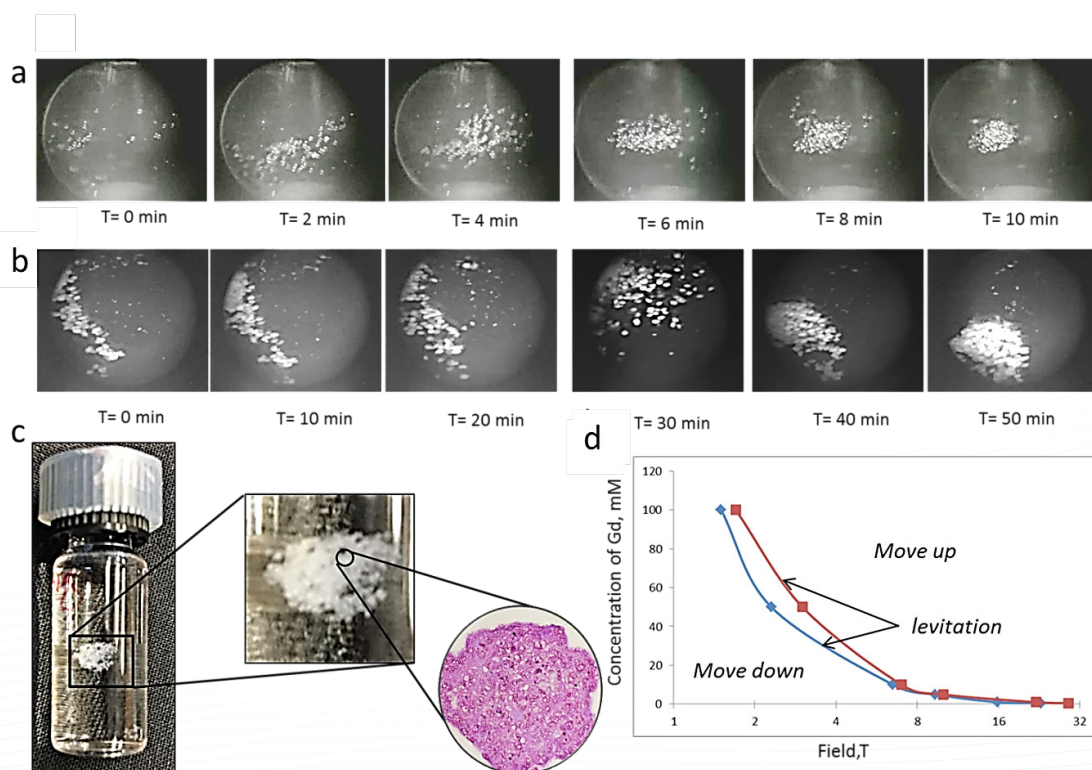 a
T= 0 min
T= 2 min
T= 4 min
T= 6 min
T= 8 min
T= 10 min
b
T= 0 min
T= 10 min
T= 20 min
T= 30 min
T= 40 min
T= 50 min
c
d
Concentration of Gd, mM
120
100
80
60
40
20
0
Move up
levitation
Move down
1
2
4
8
16
32
Field,T